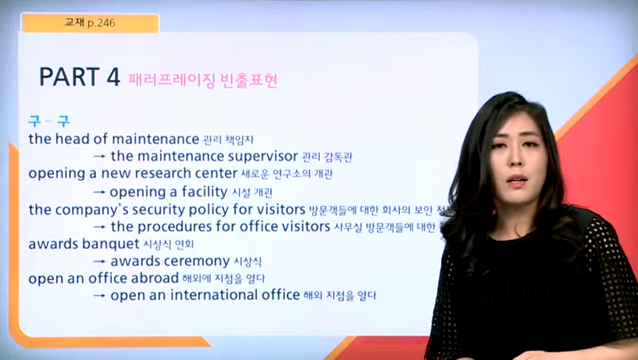 교재 p.246
PART 4 패러프레이징 빈출표현
구 – 구
the head of maintenance 관리 책임자
→ the maintenance supervisor 관리 감독관
opening a new research center 새로운 연구소의 개관
→ opening a facility 시설 개관
the company's security policy for visitors 방문객들에 대한 회사의 보안
→ the procedures for office visitors 사무실 방문객들에 대한
awards banquet 시상식 연회
→ awards ceremony 시상식
open an office abroad 해외에 지점을 열다
→ open an international office 해외 지점을 열다